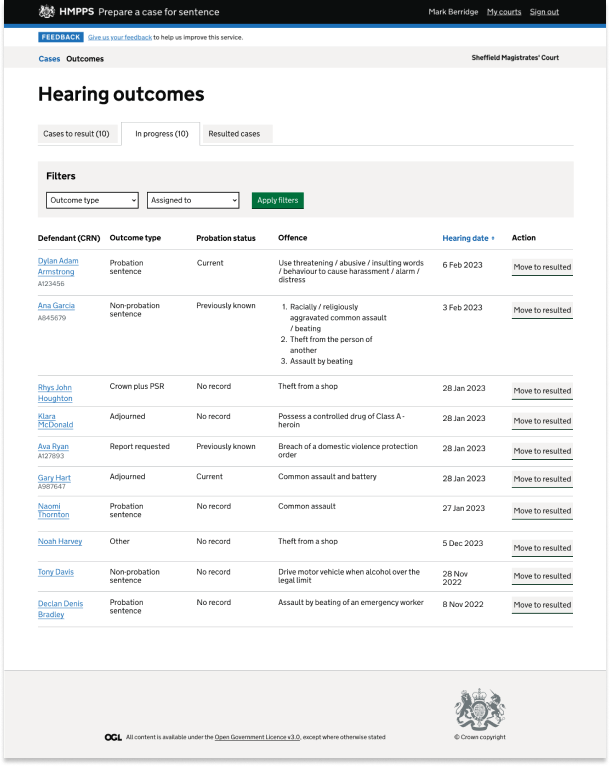 HMPPS Prepare a case for sentence
Mark Berridge My courts Sign out
FEEDBACK Give us your feedback to help us improve this service.
Cases Outcomes
Sheffield Magistrates' Court
Hearing outcomes
Cases to result (10) In progress (10) Resulted cases
Filters
Outcome type Assigned to Apply filters
Defendant (CRN) Outcome type Probation status Offence Hearing date Action
Dylan Adam
Armstrong
A123456
Probation
sentence
Current
Use threatening / abusive / insulting words
/ behaviour to cause harassment / alarm /
distress
6 Feb 2023
Move to resulted
Ana Garcia
A845679
Non-probation
sentence
Previously known
1. Racially / religiously
aggravated common assault
/ beating
2. Theft from the person of
another
3. Assault by beating
3 Feb 2023
Move to resulted
Rhys John
Houghton
Crown plus PSR
No record
Theft from a shop
28 Jan 2023
Move to resulted
Klara
McDonald
Adjourned
No record
Possess a controlled drug of Class A -
heroin
28 Jan 2023
Move to resulted
Ava Ryan
A127893
Report requested
Previously known
Breach of a domestic violence protection
order
28 Jan 2023
Move to resulted
Gary Hart
A987647
Adjourned
Current
Common assault and battery
28 Jan 2023
Move to resulted
Naomi
Thornton
Probation
sentence
No record
Common assault
27 Jan 2023
Move to resulted
Noah Harvey
Other
No record
Theft from a shop
5 Dec 2023
Move to resulted
Tony Davis
Non-probation
sentence
No record
Drive motor vehicle when alcohol over the
legal limit
28 Nov
2022
Move to resulted
Declan Denis
Bradley
Probation
sentence
No record
Assault by beating of an emergency worker
8 Nov 2022
Move to resulted
OGL All content is available under the Open Government Licence v3.0, except where otherwise stated
© Crown copyright